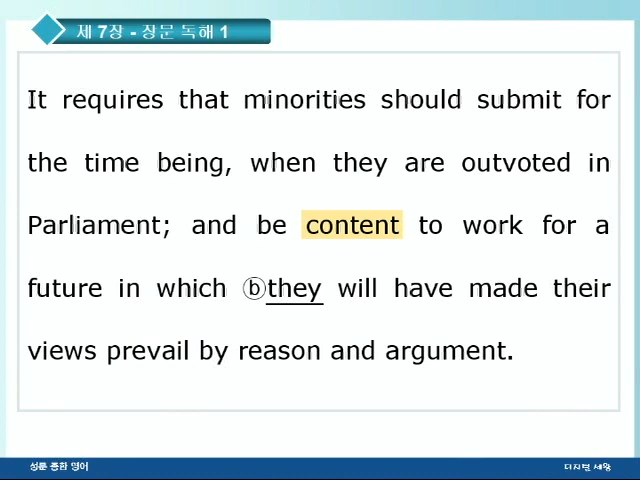 제 7장 - 장문 독해 1
It requires that minorities should submit for
the time being, when they are outvoted in
Parliament; and be content to work for a
future in which ⓑthey will have made their
views prevail by reason and argument.
성문 종합 영어
디지털 세왕